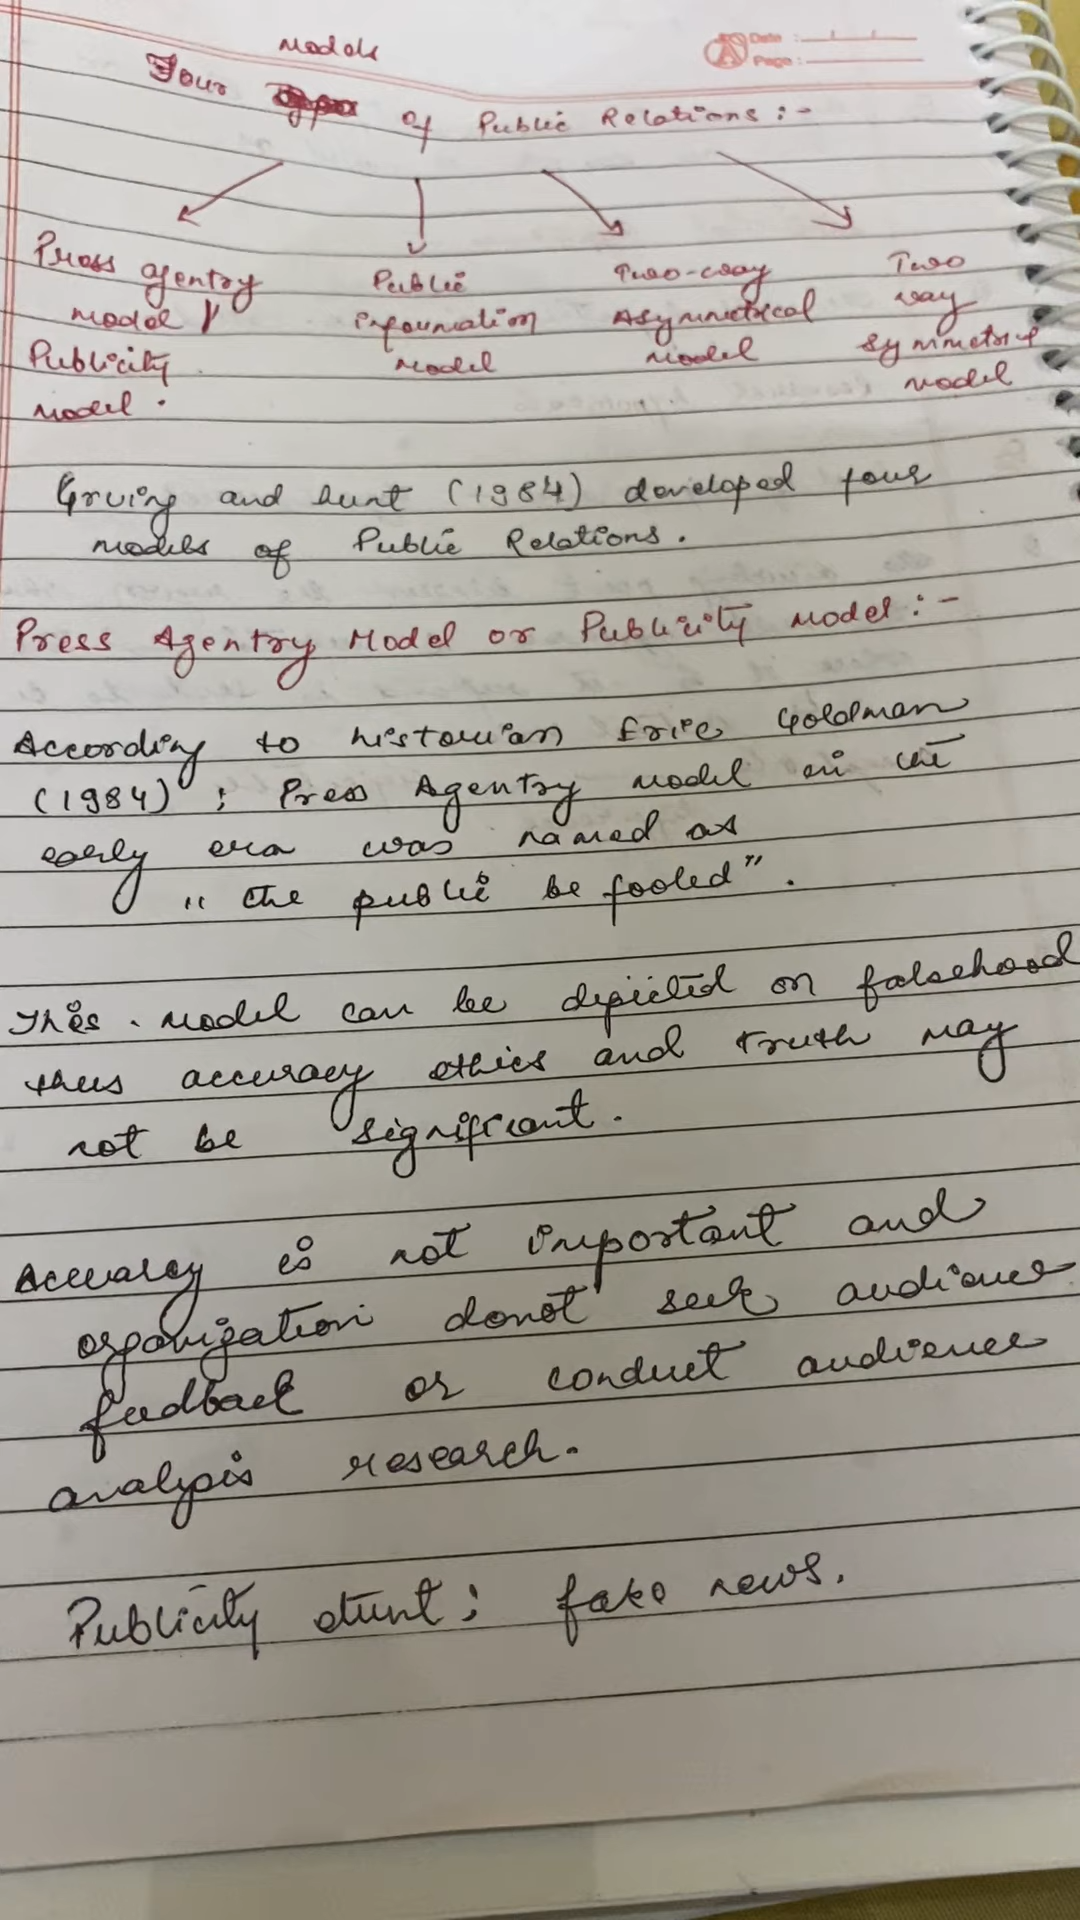 Models
Four of Public Relations :-
Date :
Page :
Press agentry
model /
Publicity
model.
Public
information
model
Two-way
Asymmetrical
model
Two
way
symmetrical
model
Gruing and hunt (1984) developed four
models of Public Relations.
Press Agentry Model or Publicity model :-
According to historian Eric Goldman
(1984) ; Press Agentry model in the
early era was named as
"the public be fooled".
This model can be depicted on falsehood
thus accuracy ethics and truth may
not be significant.
Accuracy is not important and
organization donot seek audience
feedback or conduct audience
analysis research.
Publicity stunt ; fake news.